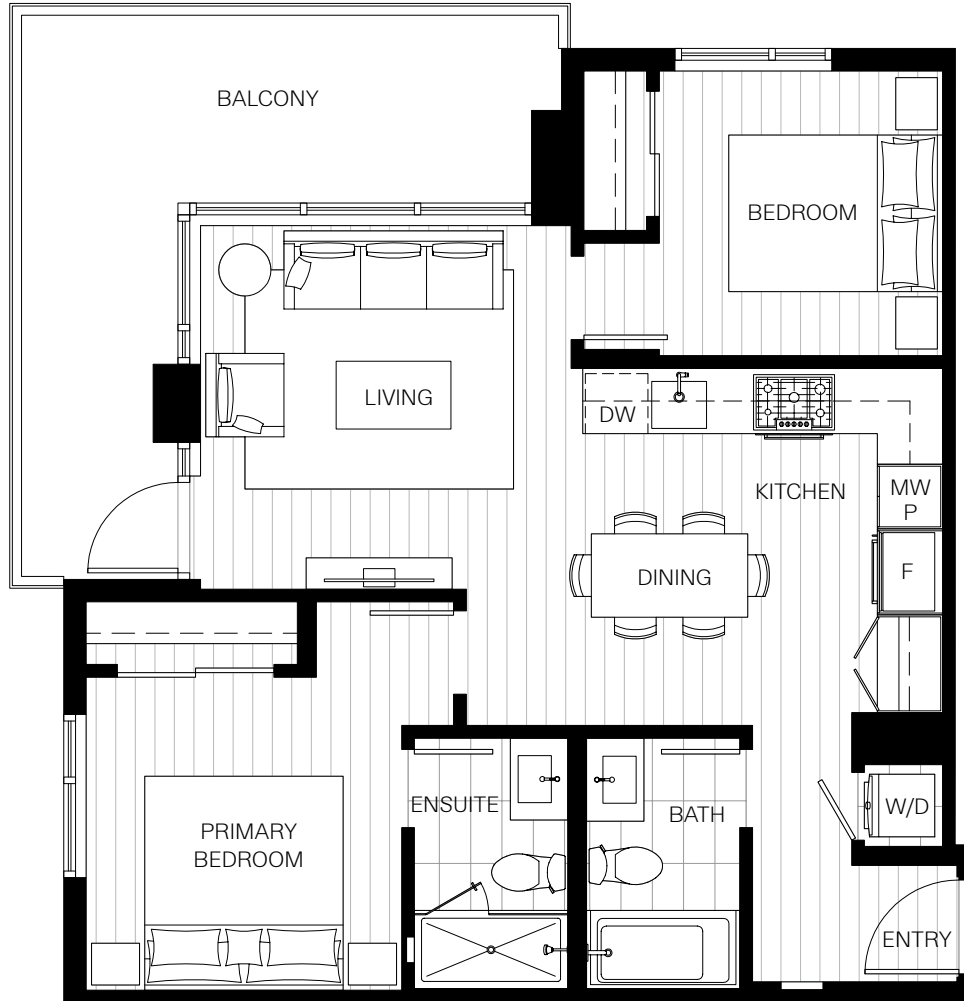 BALCONY
BEDROOM
LIVING
DW
KITCHEN
MW
P
DINING
F
ENSUITE
BATH
W/D
PRIMARY
BEDROOM
ENTRY